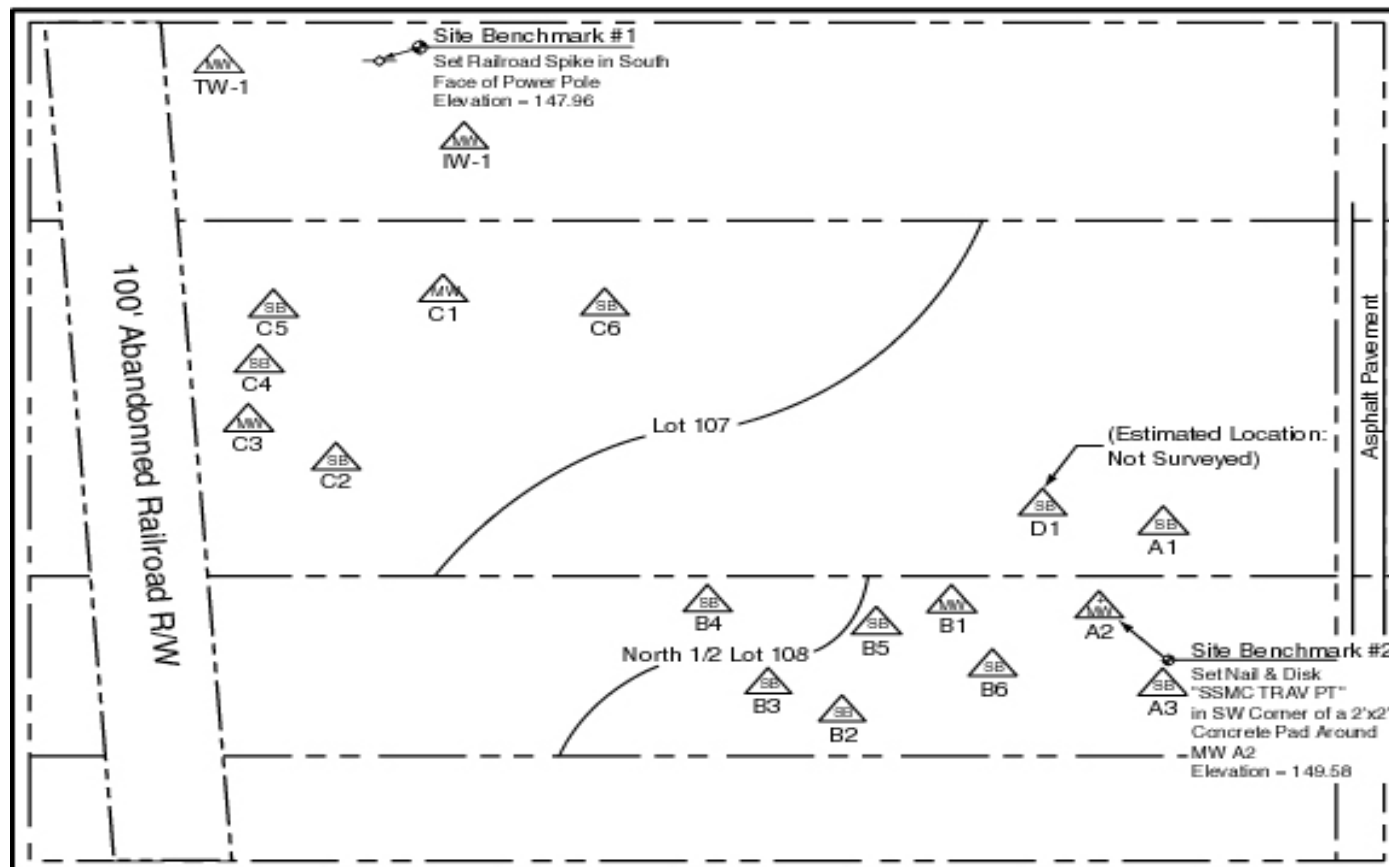 Site Benchmark #1
Set Railroad Spike in South
Face of Power Pole
Elevation = 147.96
MW
TW-1
MW
IW-1
100' Abandonned Railroad R/W
SB
C5
MW
C1
SB
C6
SB
C4
MW
C3
SB
C2
Lot 107
(Estimated Location:
Not Surveyed)
SB
D1
SB
A1
Asphalt Pavement
SB
B4
SB
B5
MW
B1
MW
A2
North 1/2 Lot 108
SB
B3
SB
B2
SB
B6
SB
A3
Site Benchmark #2
Set Nail & Disk
"SSMC TRAV PT"
in SW Corner of a 2'x2'
Concrete Pad Around
MW A2
Elevation = 149.58